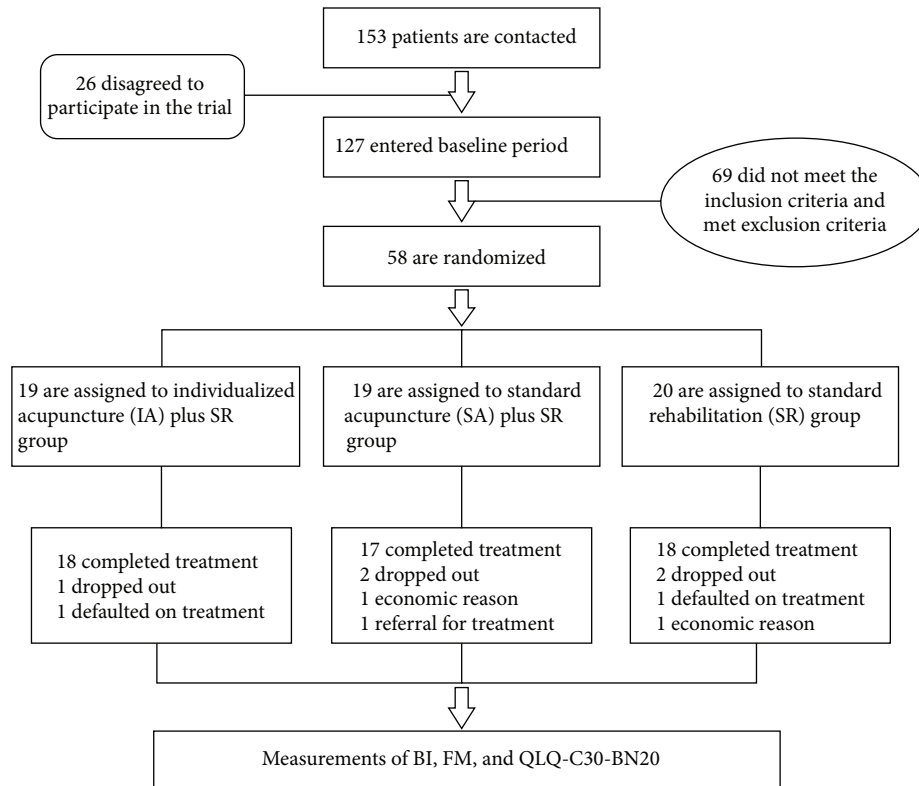 153 patients are contacted
26 disagreed to
participate in the trial
127 entered baseline period
69 did not meet the
inclusion criteria and
met exclusion criteria
58 are randomized
19 are assigned to individualized
acupuncture (IA) plus SR
group
19 are assigned to standard
acupuncture (SA) plus SR
group
20 are assigned to standard
rehabilitation (SR) group
18 completed treatment
1 dropped out
1 defaulted on treatment
17 completed treatment
2 dropped out
1 economic reason
1 referral for treatment
18 completed treatment
2 dropped out
1 defaulted on treatment
1 economic reason
Measurements of BI, FM, and QLQ-C30-BN20